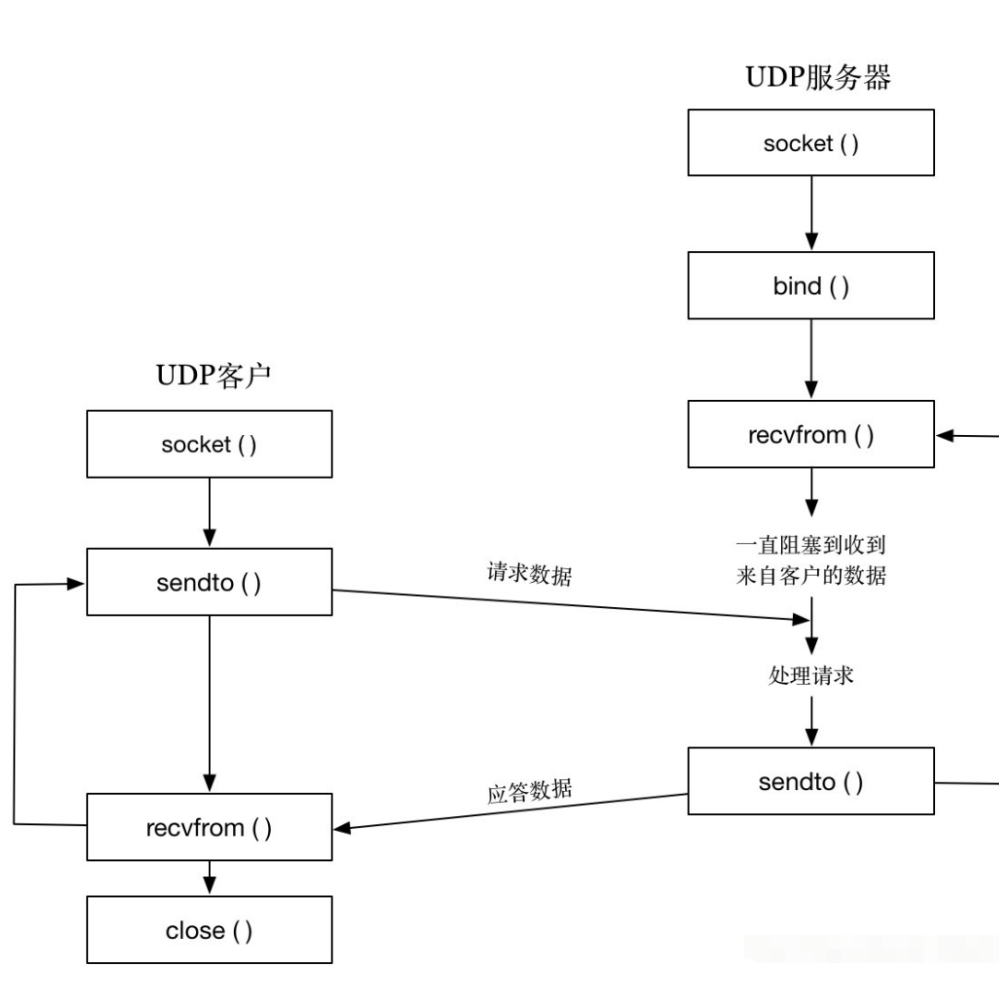 UDP服务器
socket ( )
bind ( )
recvfrom ( )
一直阻塞到收到
来自客户的数据
处理请求
sendto ( )
UDP客户
socket ( )
sendto ( )
请求数据
应答数据
recvfrom ( )
close ( )